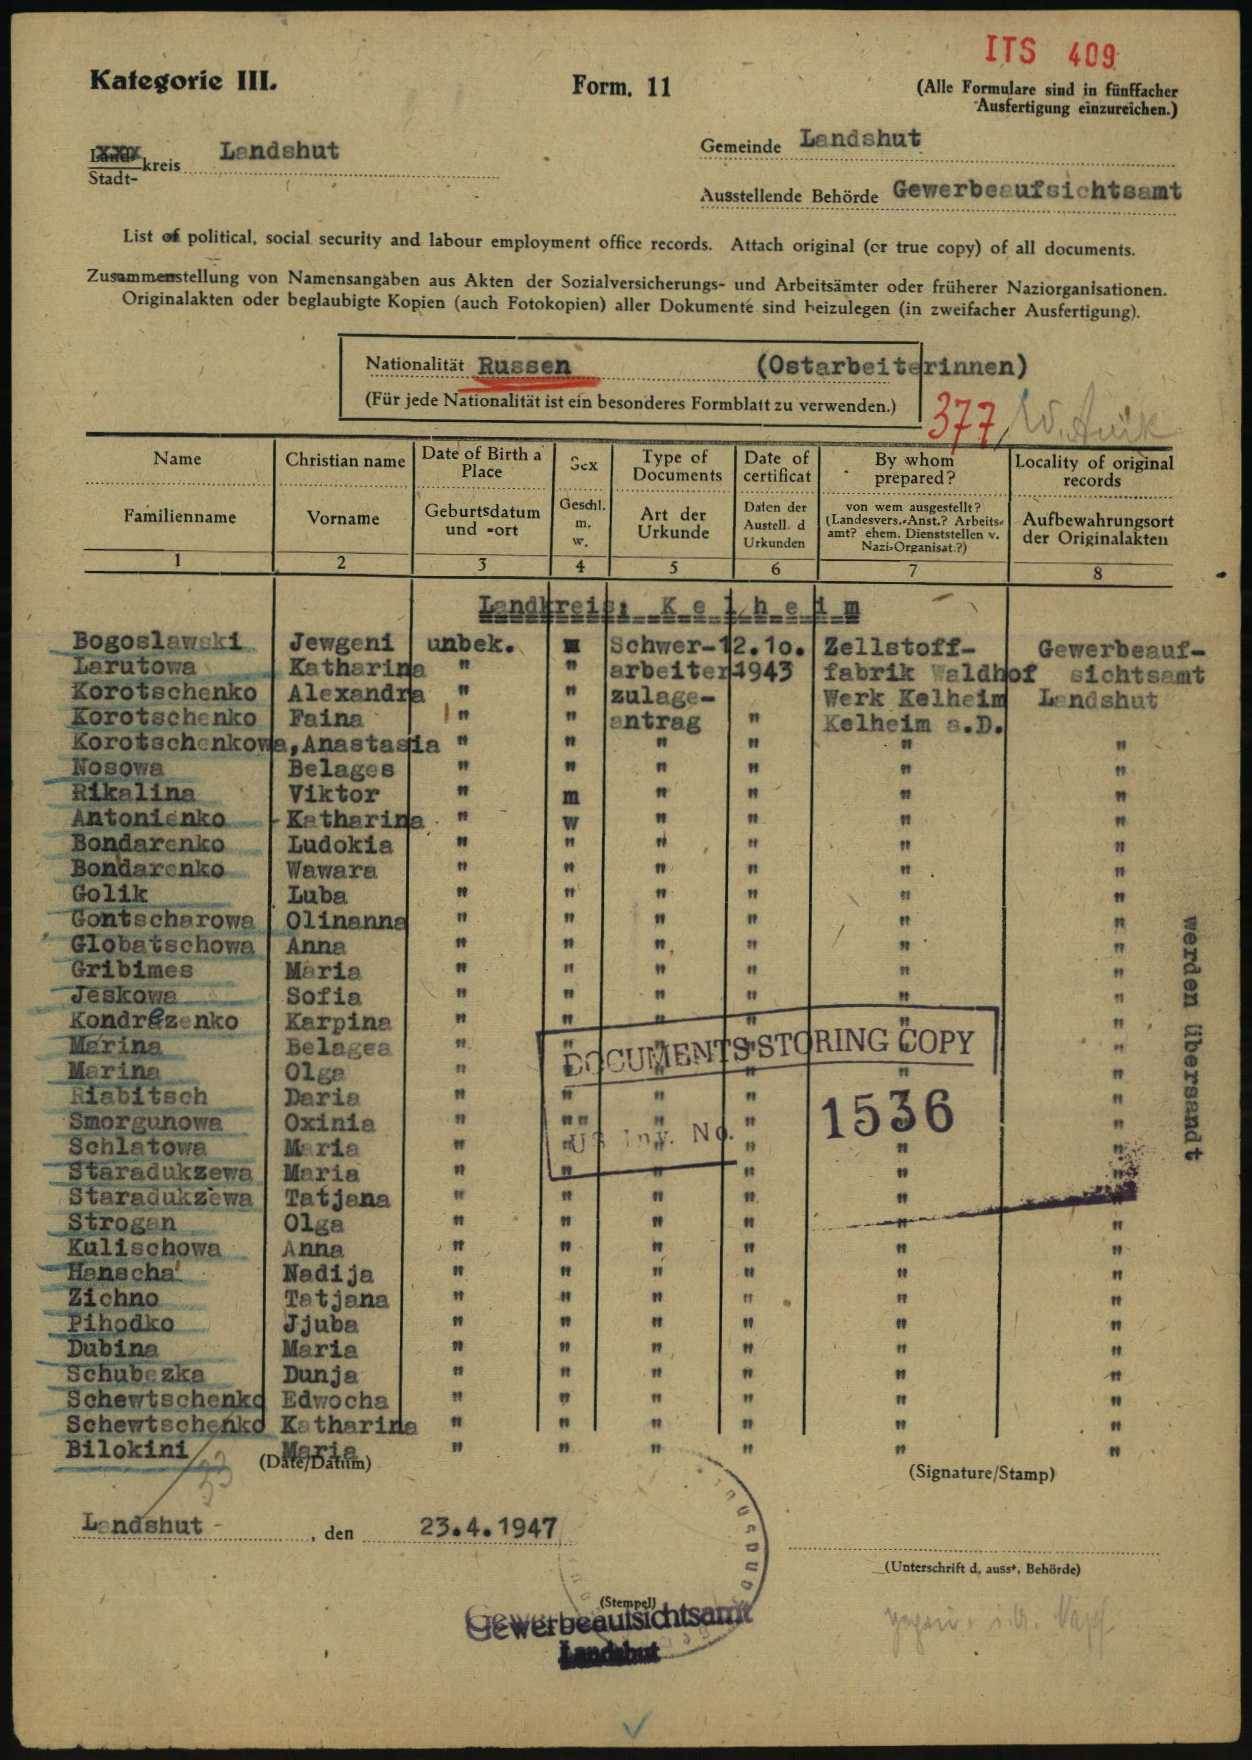 ITS 409
Kategorie III.
Form. 11
(Alle Formulare sind in fünffacher
Ausfertigung einzureichen.)
Land-
Stadt- kreis Landshut
Gemeinde Landshut
Ausstellende Behörde Gewerbeaufsichtsamt
List of political, social security and labour employment office records. Attach original (or true copy) of all documents.
Zusammenstellung von Namensangaben aus Akten der Sozialversicherungs- und Arbeitsämter oder früherer Naziorganisationen.
Originalakten oder beglaubigte Kopien (auch Fotokopien) aller Dokumente sind beizulegen (in zweifacher Ausfertigung).
Nationalität Russen (Ostarbeiterinnen)
(Für jede Nationalität ist ein besonderes Formblatt zu verwenden.)
377
Name Christian name Date of Birth a Place Sex Type of Documents Date of certificat By whom prepared? Locality of original records
Familienname Vorname Geburtsdatum und -ort Geschl. m. w. Art der Urkunde Daten der Austell. d Urkunden von wem ausgestellt? (Landesvers.-Anst.? Arbeits-amt? ehem. Dienststellen v. Nazi-Organisat.?) Aufbewahrungsort der Originalakten
1 2 3 4 5 6 7 8
Landkreis: Kelheim
Bogoslawski Jewgeni unbek. Schwer- 12.10. Zellstoff- Gewerbeauf-
Larutowa Katharina " " arbeiter 1943 fabrik Waldhof sichtsamt
Korotschenko Alexandra " " zulage- Werk Kelheim Landshut
Korotschenko Faina " " antrag " Kelheim a.D.
Korotschenkowa, Anastasia " " " " " "
Nosowa Belages " " " " " "
Rikalina Viktor " m " " " "
Antonienko Katharina " w " " " "
Bondarenko Ludokia " " " " " "
Bondarenko Wawara " " " " " "
Golik Luba " " " " " "
Gontscharowa Olinanna " " " " " "
Globatschowa Anna " " " " " "
Gribimes Maria " " " " " "
Jeskowa Sofia " " " " " "
Kondrezenko Karpina " " " " " "
Marina Belagea " " " " " "
Marina Olga " " " " " "
Riabitsch Daria " " " " " "
Smorgunowa Oxinia " " " " " "
Schlatowa Maria " " " " " "
Staradukzewa Maria " " " " " "
Staradukzewa Tatjana " " " " " "
Strogan Olga " " " " " "
Kulischowa Anna " " " " " "
Hanscha Nadija " " " " " "
Zichno Tatjana " " " " " "
Pihodko Jjuba " " " " " "
Dubina Maria " " " " " "
Schubezka Dunja " " " " " "
Schewtschenko Edwocha " " " " " "
Schewtschenko Katharina " " " " " "
Bilokini Maria " " " " " "
DOCUMENTS STORING COPY
US Inv. No. 1536
werden übersandt
33
(Date/Datum)
(Signature/Stamp)
Landshut , den 23.4.1947
(Unterschrift d. ausst. Behörde)
(Stempel)
Gewerbeaufsichtsamt
Landshut